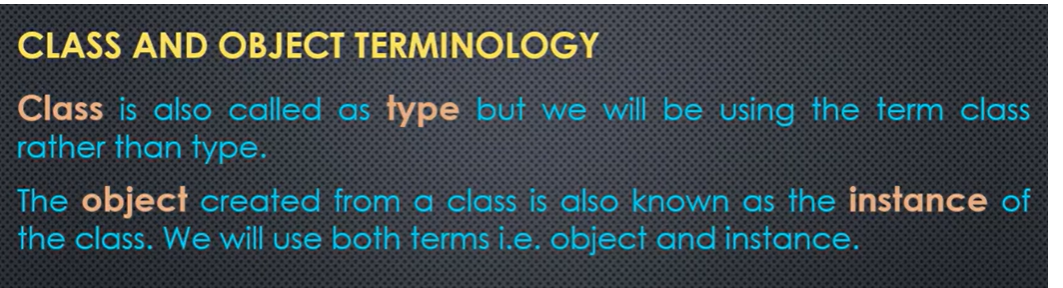 CLASS AND OBJECT TERMINOLOGY
Class is also called as type but we will be using the term class
rather than type.
The object created from a class is also known as the instance of
the class. We will use both terms i.e. object and instance.